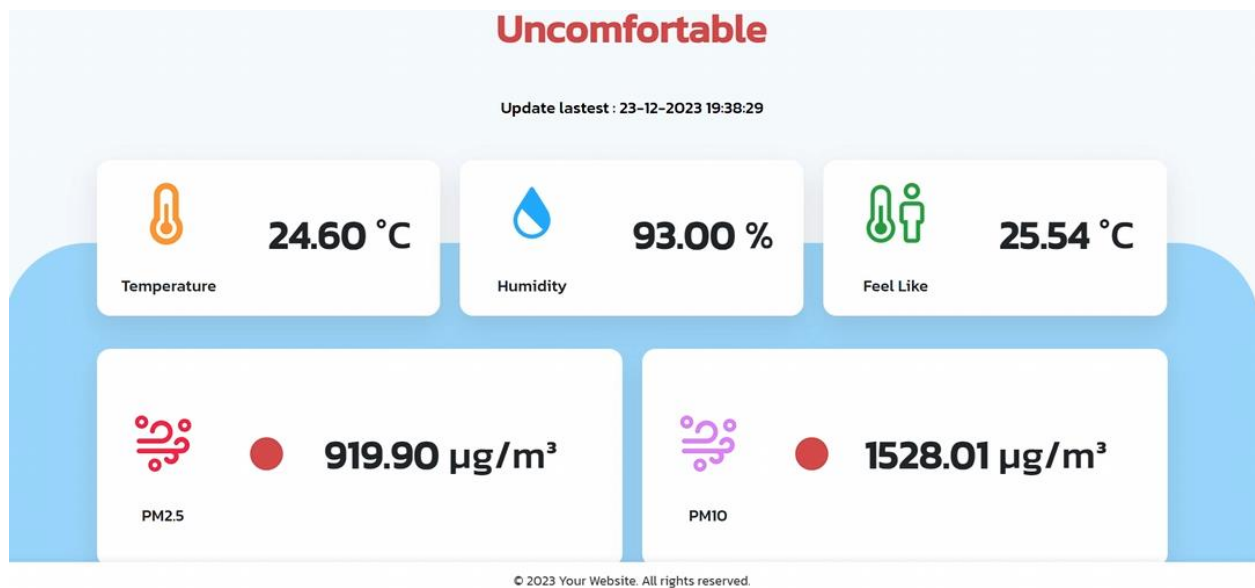 Uncomfortable
Update lastest : 23-12-2023 19:38:29
24.60 °C
Temperature
93.00 %
Humidity
25.54 °C
Feel Like
919.90 µg/m³
PM2.5
1528.01 µg/m³
PM10
© 2023 Your Website. All rights reserved.